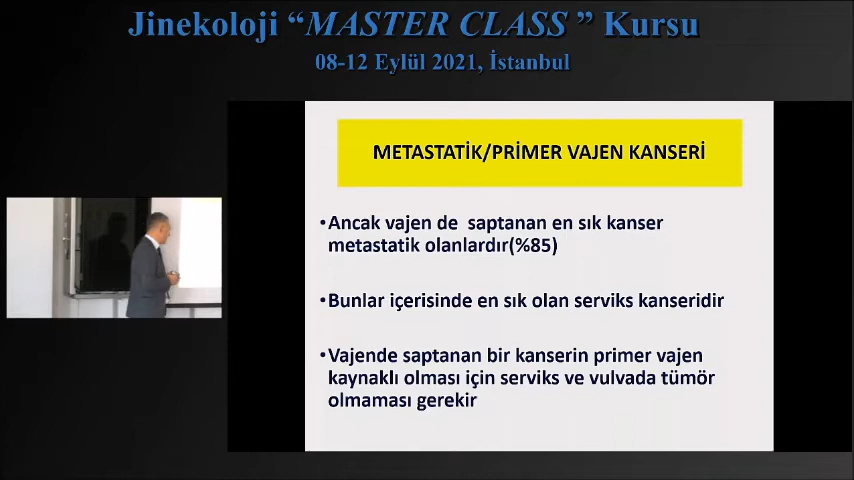 Jinekoloji “MASTER CLASS ” Kursu
08-12 Eylül 2021, İstanbul
METASTATİK/PRİMER VAJEN KANSERİ
•Ancak vajen de saptanan en sık kanser
metastatik olanlardır(%85)
•Bunlar içerisinde en sık olan serviks kanseridir
•Vajende saptanan bir kanserin primer vajen
kaynaklı olması için serviks ve vulvada tümör
olmaması gerekir